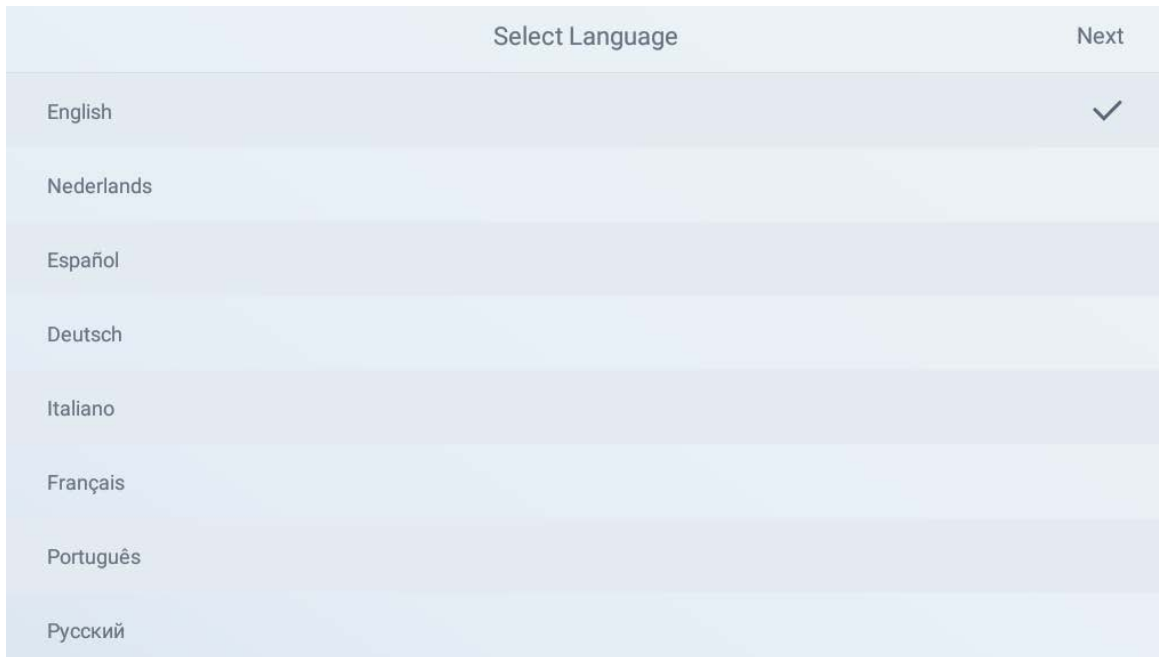 Select Language
Next
English
Nederlands
Español
Deutsch
Italiano
Français
Português
Русский